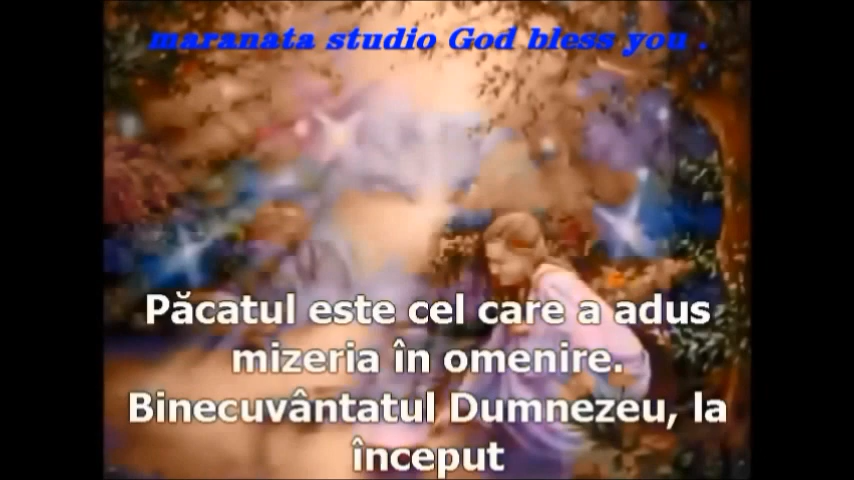 maranata studio God bless you .
Păcatul este cel care a adus
mizeria în omenire.
Binecuvântatul Dumnezeu, la
început